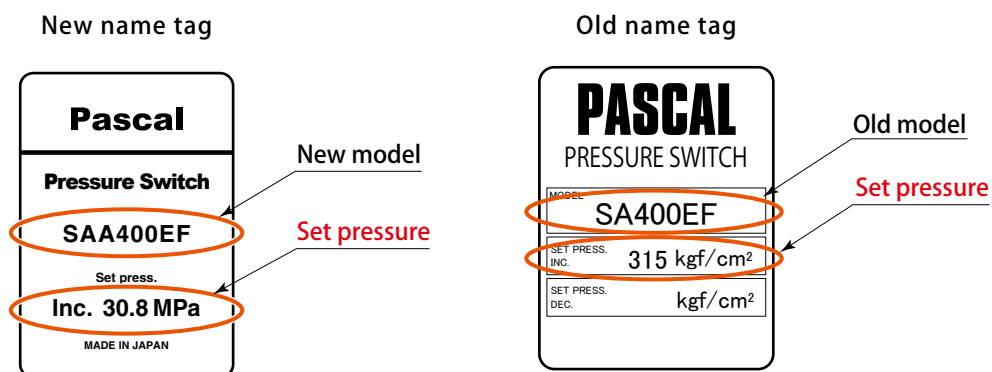 New name tag
Pascal
Pressure Switch
SAA400EF
Set press.
Inc. 30.8 MPa
MADE IN JAPAN
New model
Set pressure
Old name tag
PASCAL
PRESSURE SWITCH
MODEL
SA400EF
SET PRESS.
INC.
315 kgf/cm²
SET PRESS.
DEC.
kgf/cm²
Old model
Set pressure